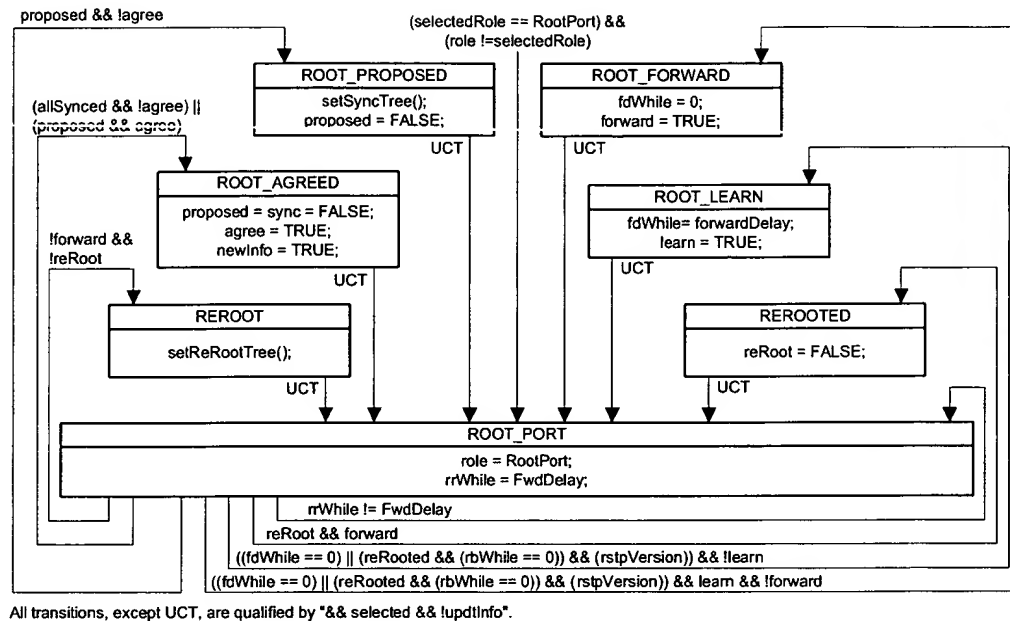 proposed && !agree
(selectedRole == RootPort) &&
(role !=selectedRole)
ROOT_PROPOSED
setSyncTree();
proposed = FALSE;
UCT
ROOT_FORWARD
fdWhile = 0;
forward = TRUE;
UCT
(allSynced && !agree) ||
(proposed && agree)
ROOT_AGREED
proposed = sync = FALSE;
agree = TRUE;
newInfo = TRUE;
UCT
ROOT_LEARN
fdWhile= forwardDelay;
learn = TRUE;
UCT
!forward &&
!reRoot
REROOT
setReRootTree();
UCT
REROOTED
reRoot = FALSE;
UCT
ROOT_PORT
role = RootPort;
rrWhile = FwdDelay;
rrWhile != FwdDelay
reRoot && forward
((fdWhile == 0) || (reRooted && (rbWhile == 0)) && (rstpVersion)) && !learn
((fdWhile == 0) || (reRooted && (rbWhile == 0)) && (rstpVersion)) && learn && !forward
All transitions, except UCT, are qualified by "&& selected && !updtInfo".